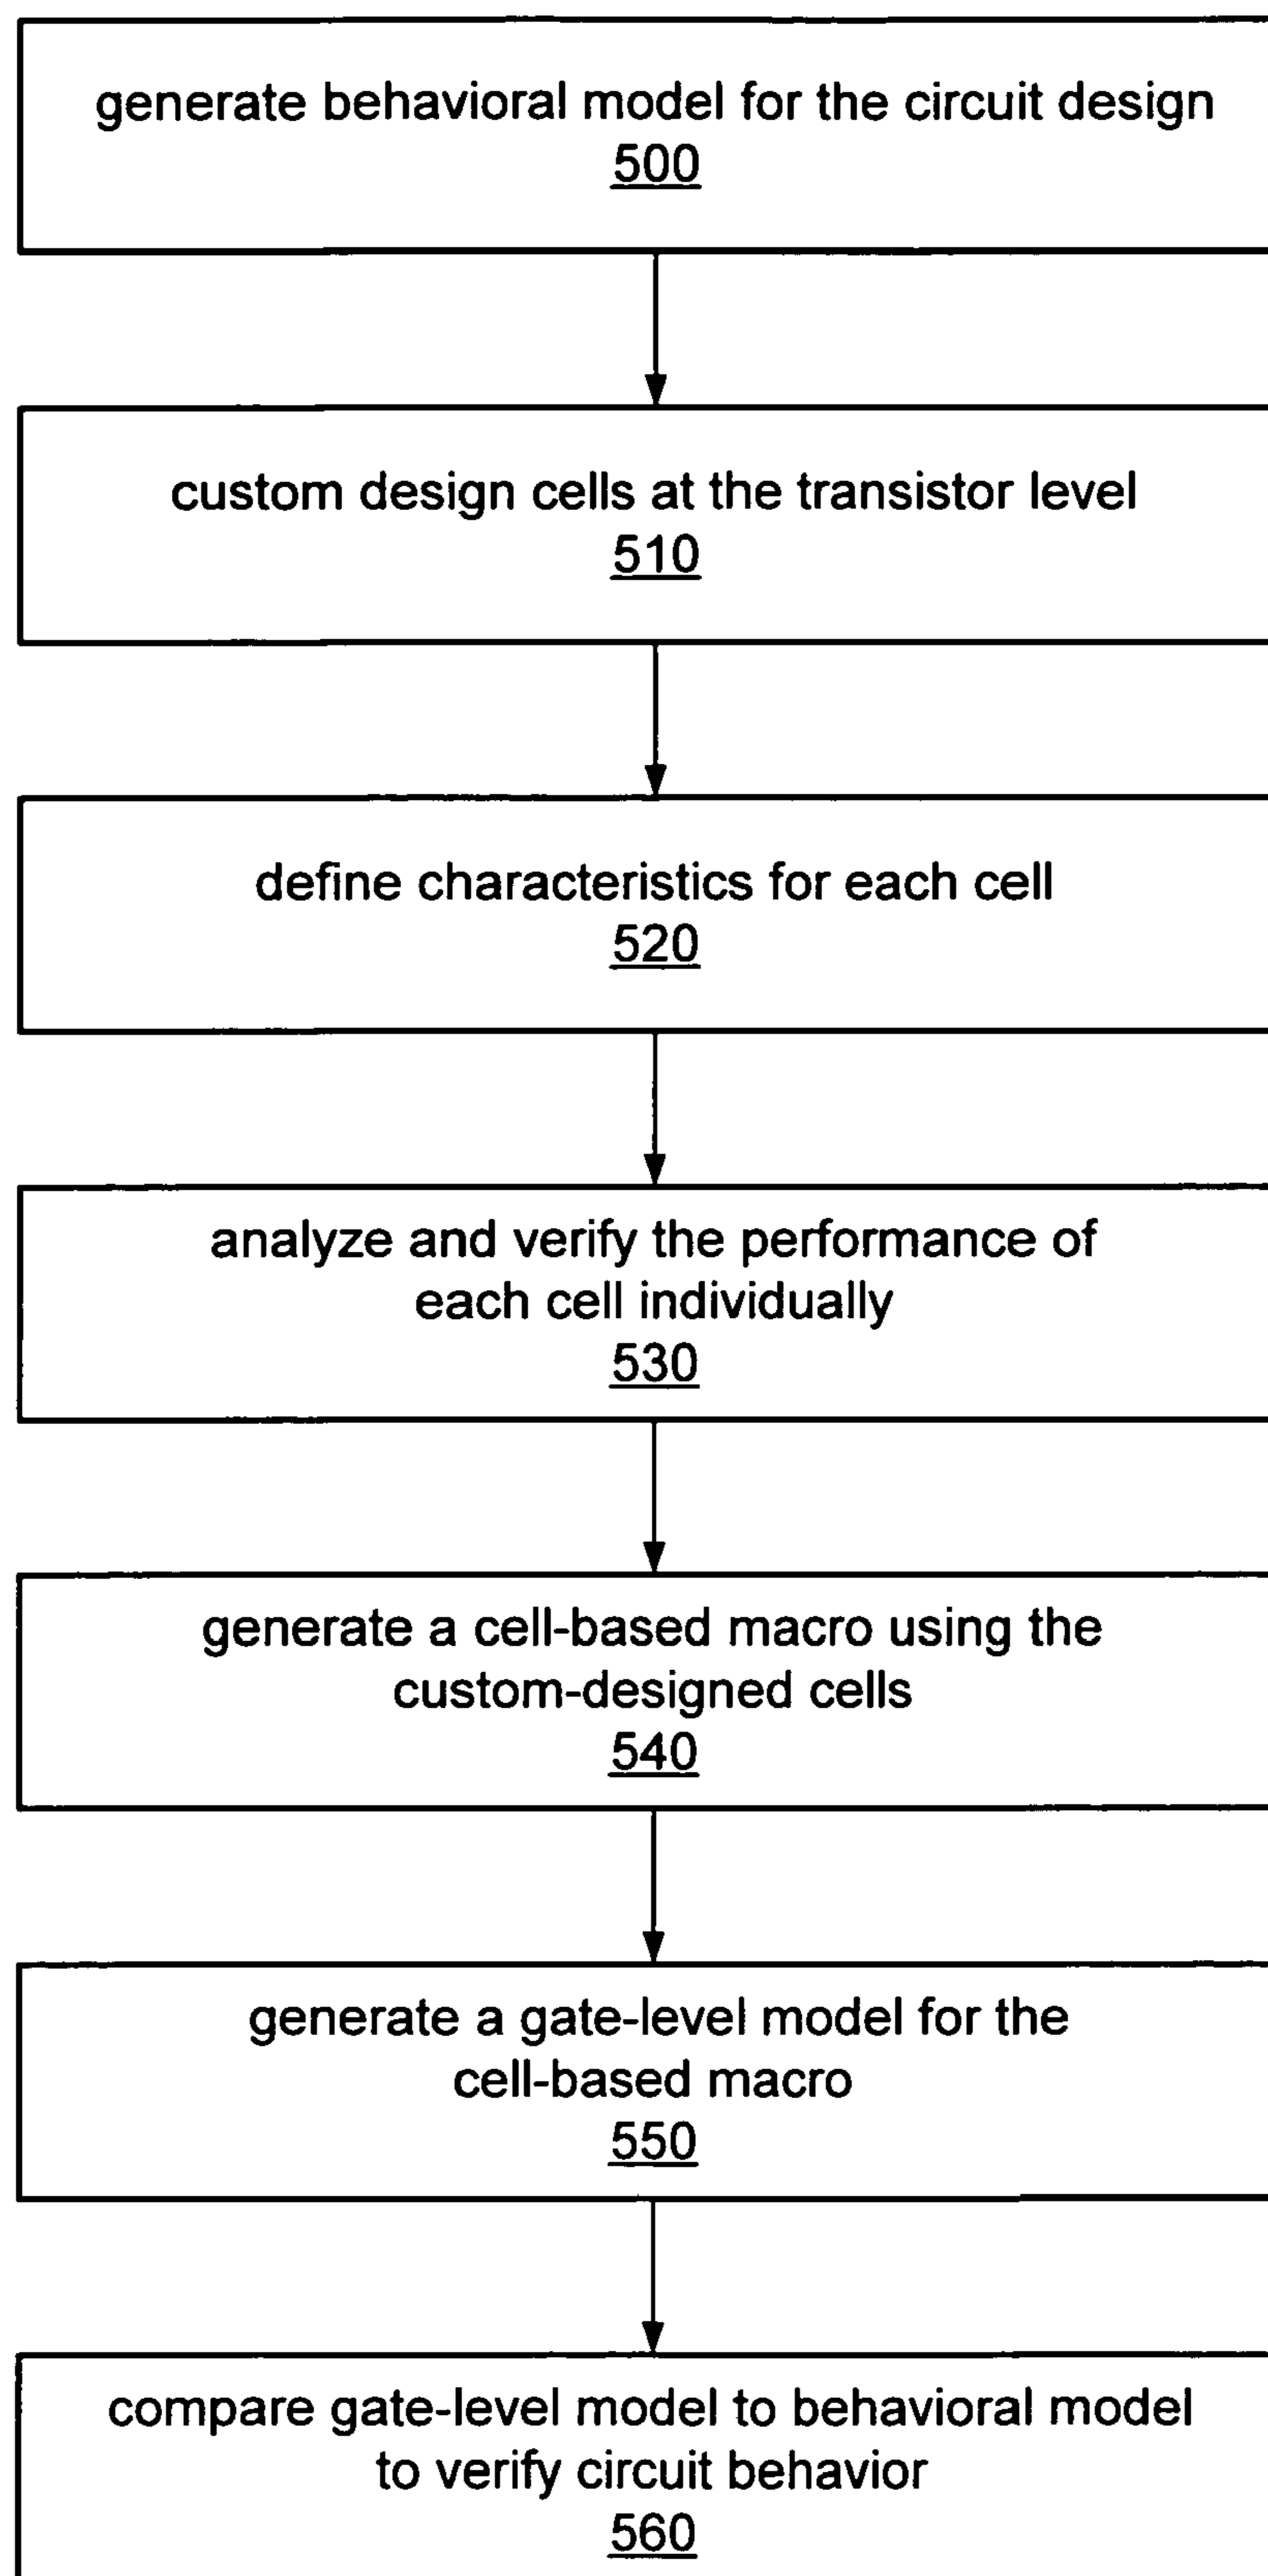 generate behavioral model for the circuit design
500
custom design cells at the transistor level
510
define characteristics for each cell
520
analyze and verify the performance of
each cell individually
530
generate a cell-based macro using the
custom-designed cells
540
generate a gate-level model for the
cell-based macro
550
compare gate-level model to behavioral model
to verify circuit behavior
560